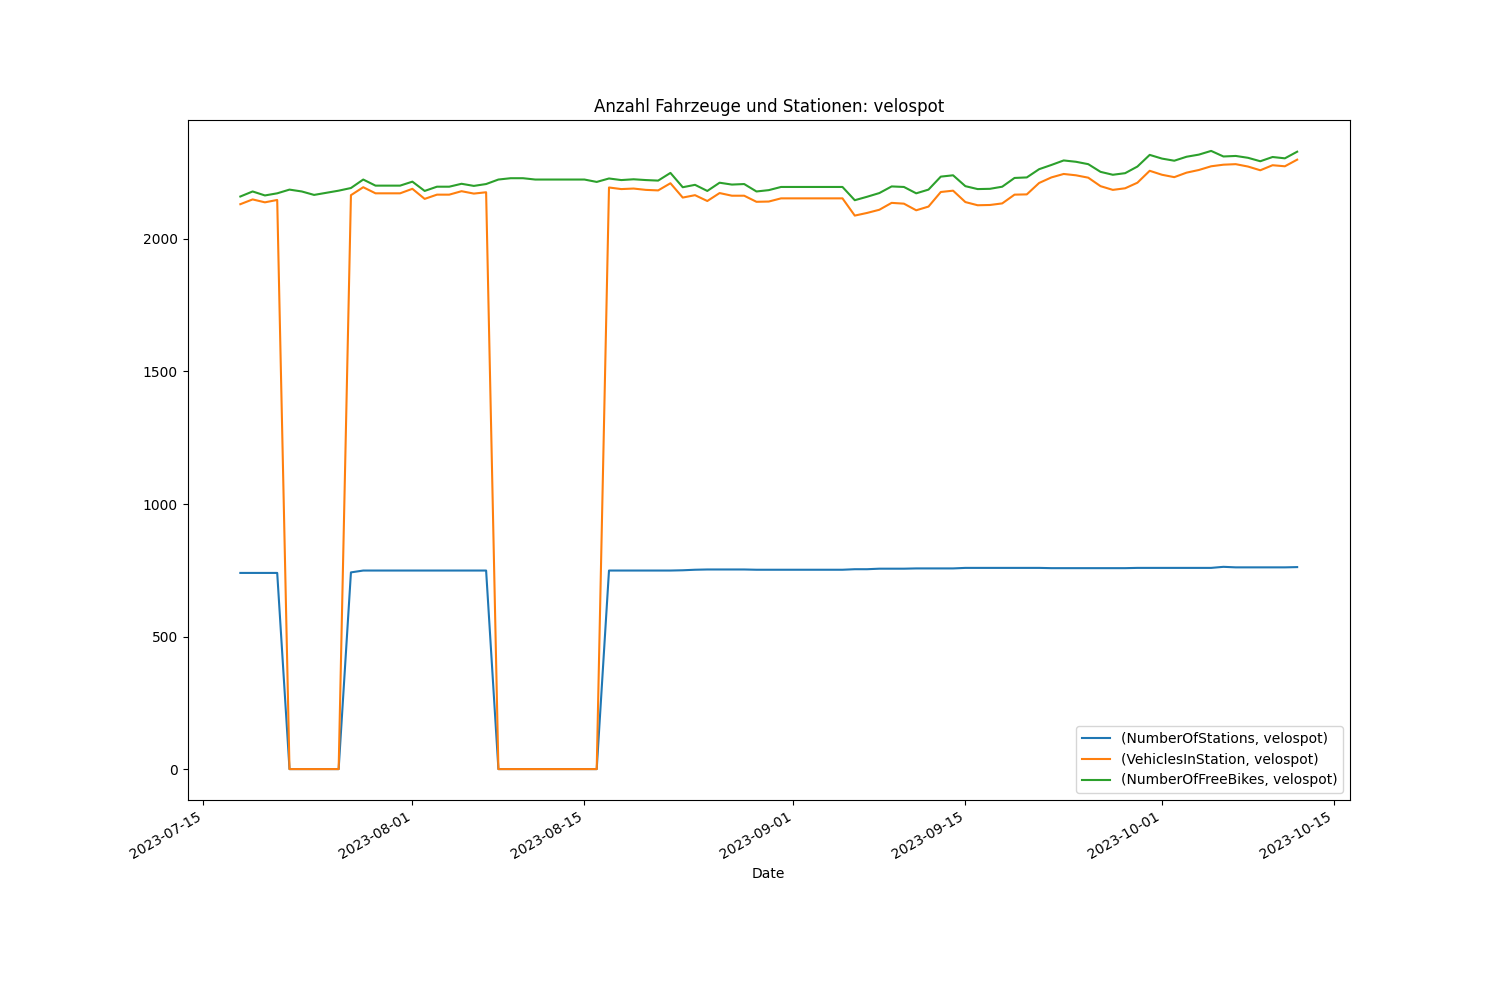 Anzahl Fahrzeuge und Stationen: velospot
2000
1500
1000
500
0
(NumberOfStations, velospot)
(VehiclesInStation, velospot)
(NumberOfFreeBikes, velospot)
2023-07-15
2023-08-01
2023-08-15
2023-09-01
2023-09-15
2023-10-01
2023-10-15
Date